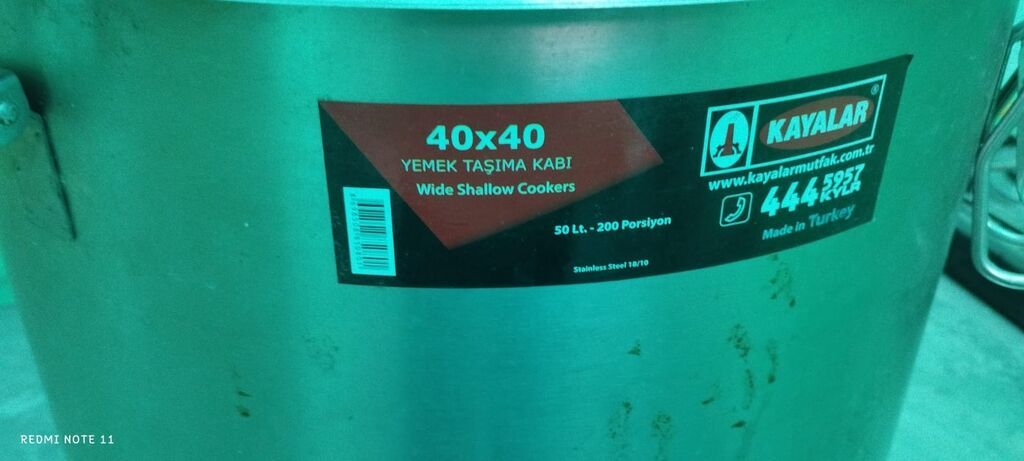 40x40
YEMEK TAŞIMA KABI
Wide Shallow Cookers
50 Lt. - 200 Porsiyon
Stainless Steel 18/10
KAYALAR®
www.kayalarmutfak.com.tr
444 5957
KYLR
Made in Turkey
REDMI NOTE 11